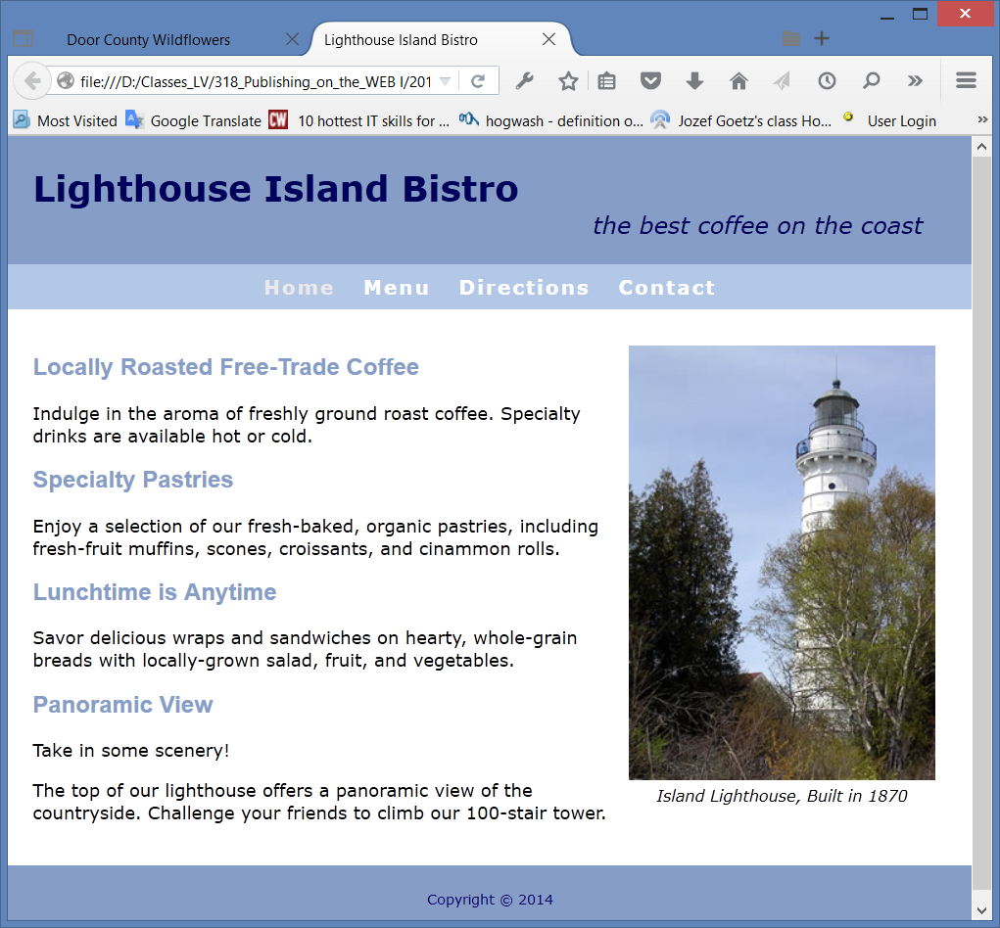 Door County Wildflowers
Lighthouse Island Bistro
file:///D:/Classes_LV/318_Publishing_on_the_WEB I/201
Most Visited
Google Translate
CW
10 hottest IT skills for ...
hogwash - definition o...
Jozef Goetz's class Ho...
User Login
Lighthouse Island Bistro
the best coffee on the coast
Home Menu Directions Contact
Locally Roasted Free-Trade Coffee
Indulge in the aroma of freshly ground roast coffee. Specialty
drinks are available hot or cold.
Specialty Pastries
Enjoy a selection of our fresh-baked, organic pastries, including
fresh-fruit muffins, scones, croissants, and cinammon rolls.
Lunchtime is Anytime
Savor delicious wraps and sandwiches on hearty, whole-grain
breads with locally-grown salad, fruit, and vegetables.
Panoramic View
Take in some scenery!
The top of our lighthouse offers a panoramic view of the
countryside. Challenge your friends to climb our 100-stair tower.
Island Lighthouse, Built in 1870
Copyright © 2014